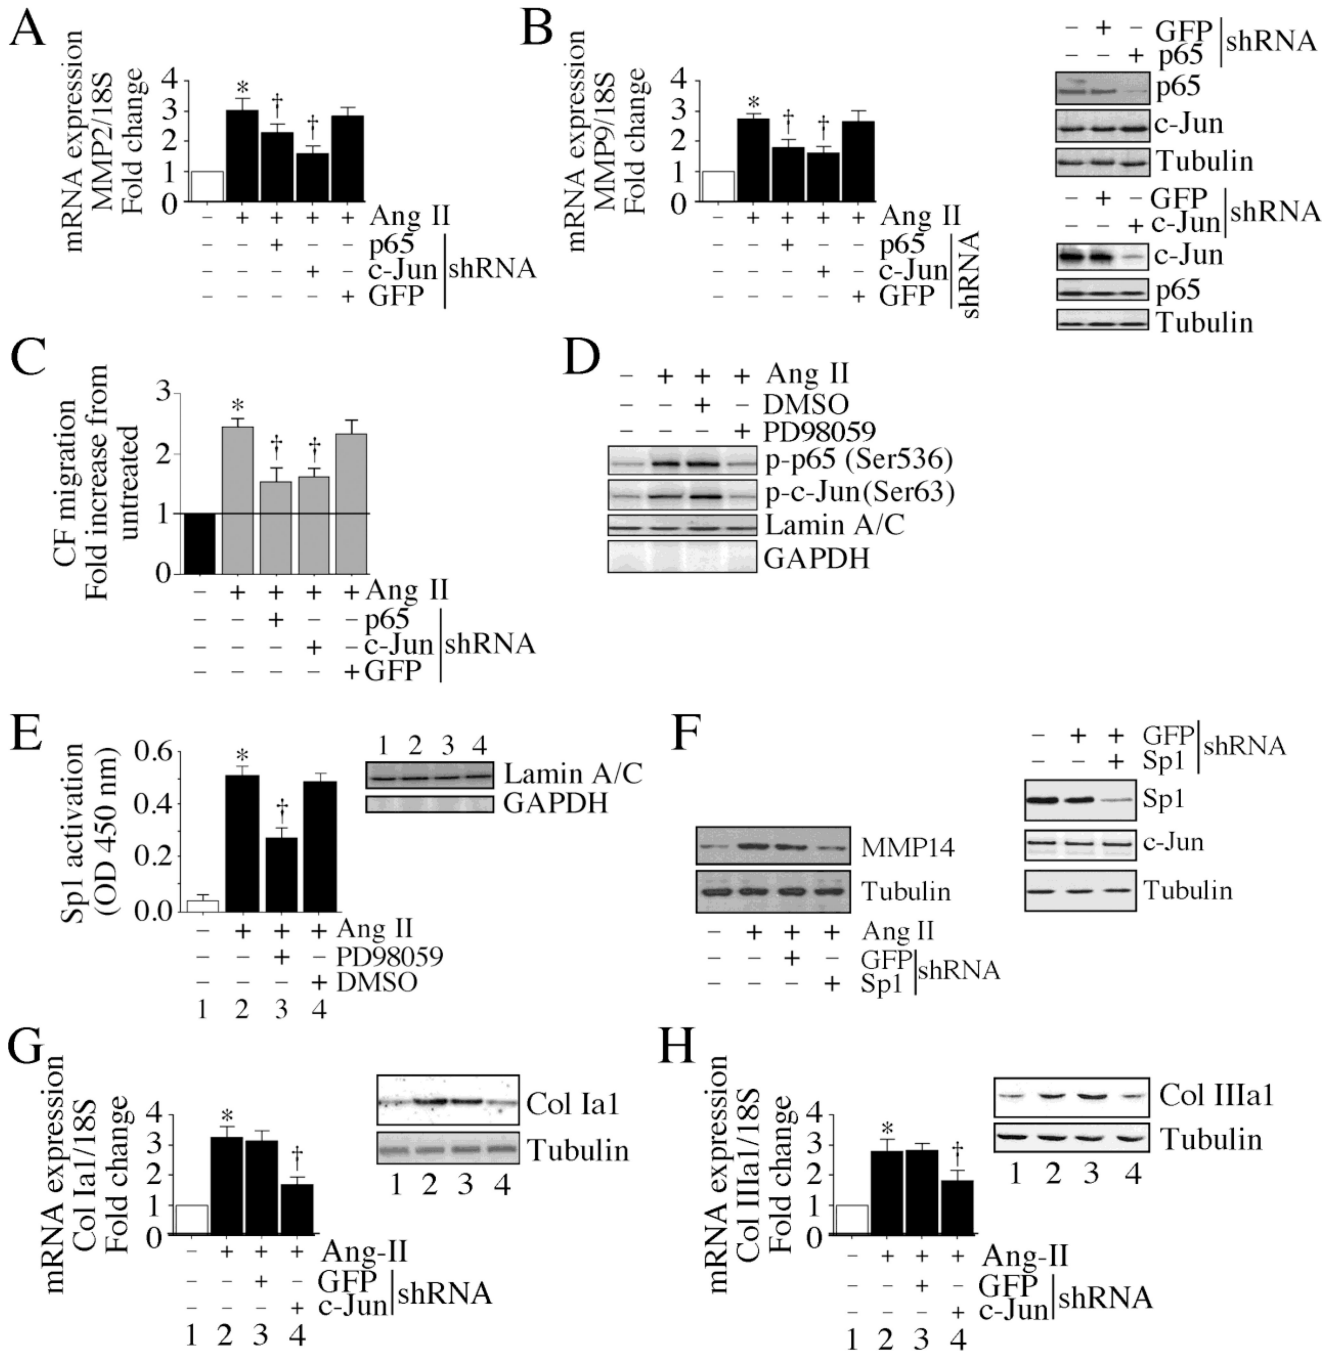 A
mRNA expression
MMP2/18S
Fold change
4
3
2
1
0
* † †
– + + + + Ang II
– – + – – p65
– – – + – c-Jun
– – – – + GFP
shRNA
B
mRNA expression
MMP9/18S
Fold change
4
3
2
1
0
* † †
– + + + + Ang II
– – + – – p65
– – – + – c-Jun
– – – – + GFP
shRNA
– + – GFP
– – + p65
shRNA
p65
c-Jun
Tubulin
– + – GFP
– – + c-Jun
shRNA
c-Jun
p65
Tubulin
C
CF migration
Fold increase from
untreated
3
2
1
0
* † †
– + + + + Ang II
– – + – – p65
– – – + – c-Jun
– – – – + GFP
shRNA
D
– + + + Ang II
– – + – DMSO
– – – + PD98059
p-p65 (Ser536)
p-c-Jun(Ser63)
Lamin A/C
GAPDH
E
Sp1 activation
(OD 450 nm)
0.6
0.4
0.2
0.0
* †
– + + + Ang II
– – + – PD98059
– – – + DMSO
1 2 3 4
1 2 3 4
Lamin A/C
GAPDH
F
MMP14
Tubulin
– + + + Ang II
– – + – GFP
– – – + Sp1
shRNA
– + + GFP
– – + Sp1
shRNA
Sp1
c-Jun
Tubulin
G
mRNA expression
Col Ia1/18S
Fold change
4
3
2
1
0
* †
– + + + Ang-II
– – + – GFP
– – – + c-Jun
shRNA
1 2 3 4
Col Ia1
Tubulin
1 2 3 4
H
mRNA expression
Col IIIa1/18S
Fold change
4
3
2
1
0
* †
– + + + Ang-II
– – + – GFP
– – – + c-Jun
shRNA
1 2 3 4
Col IIIa1
Tubulin
1 2 3 4